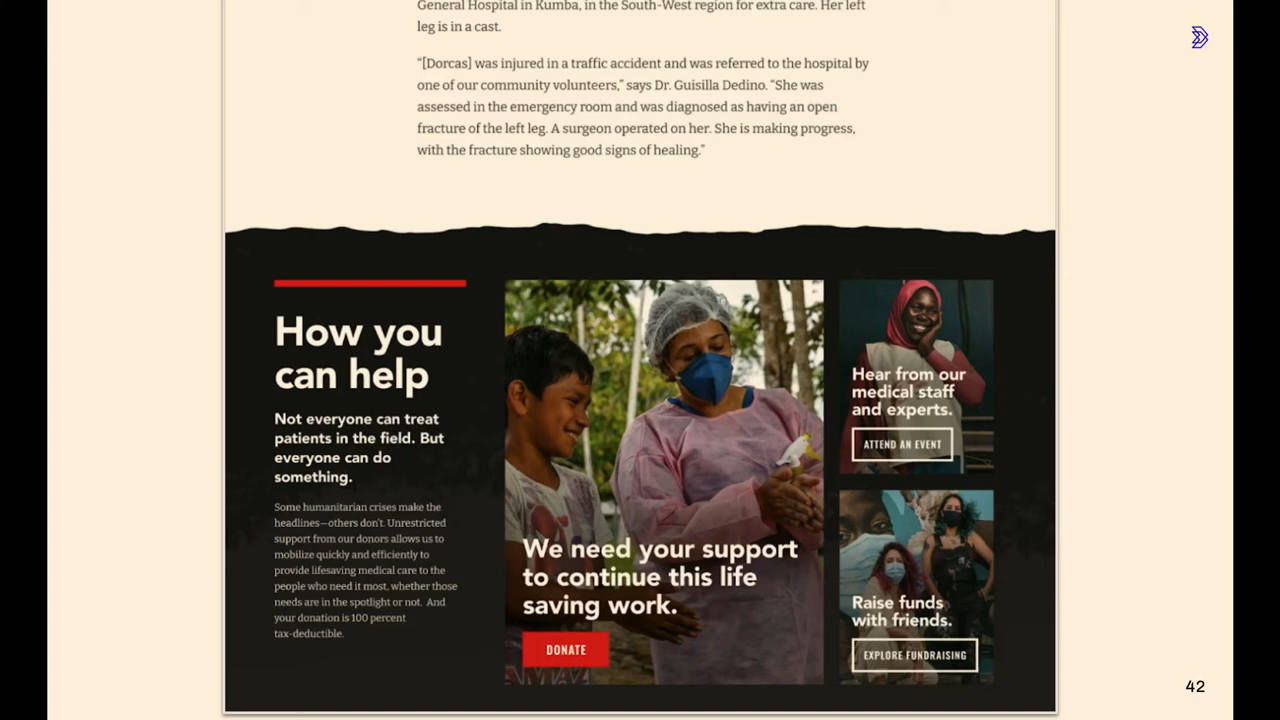 General Hospital in Kumba, in the South-West region for extra care. Her left
leg is in a cast.
“[Dorcas] was injured in a traffic accident and was referred to the hospital by
one of our community volunteers,” says Dr. Guisilla Dedino. “She was
assessed in the emergency room and was diagnosed as having an open
fracture of the left leg. A surgeon operated on her. She is making progress,
with the fracture showing good signs of healing.”
How you
can help
Not everyone can treat
patients in the field. But
everyone can do
something.
Some humanitarian crises make the
headlines—others don’t. Unrestricted
support from our donors allows us to
mobilize quickly and efficiently to
provide lifesaving medical care to the
people who need it most, whether those
needs are in the spotlight or not. And
your donation is 100 percent
tax-deductible.
We need your support
to continue this life
saving work.
DONATE
Hear from our
medical staff
and experts.
ATTEND AN EVENT
Raise funds
with friends.
EXPLORE FUNDRAISING
42